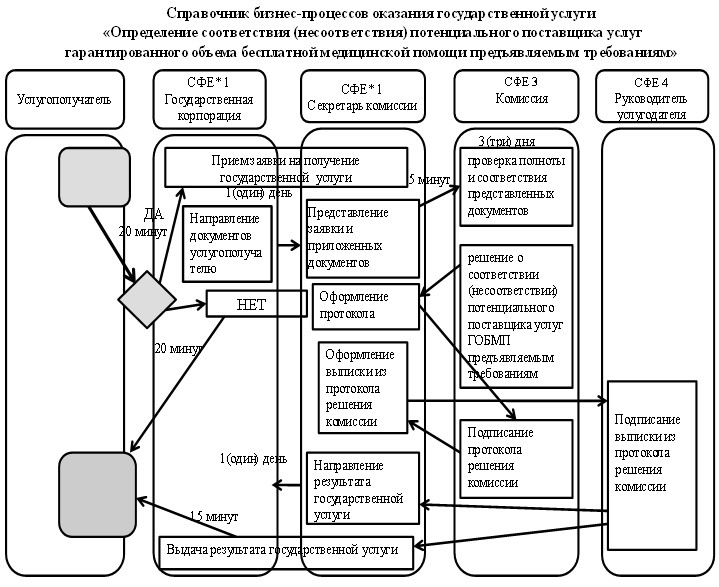 Справочник бизнес-процессов оказания государственной услуги
«Определение соответствия (несоответствия) потенциального поставщика услуг
гарантированного объема бесплатной медицинской помощи предъявляемым требованиям»
Услугополучатель
СФЕ * 1
Государственная
корпорация
СФЕ * 1
Секретарь комиссии
СФЕ 3
Комиссия
СФЕ 4
Руководитель
услугодателя
Прием заявки на получение
государственной услуги
1(один) день
5 минут
3 (три) дня
проверка полноты
и соответствия
представленных
документов
ДА
20 минут
Направление
документов
услугополуча
телю
Представление
заявки и
приложенных
документов
решение о
соответствии
(несоответствии)
потенциального
поставщика услуг
ГОБМП
предъявляемым
требованиям
НЕТ
Оформление
протокола
20 минут
Оформление
выписки из
протокола
решения
комиссии
Подписание
протокола
решения
комиссии
Подписание
выписки из
протокола
решения
комиссии
1(один) день
Направление
результата
государственной
услуги
15 минут
Выдача результата государственной услуги